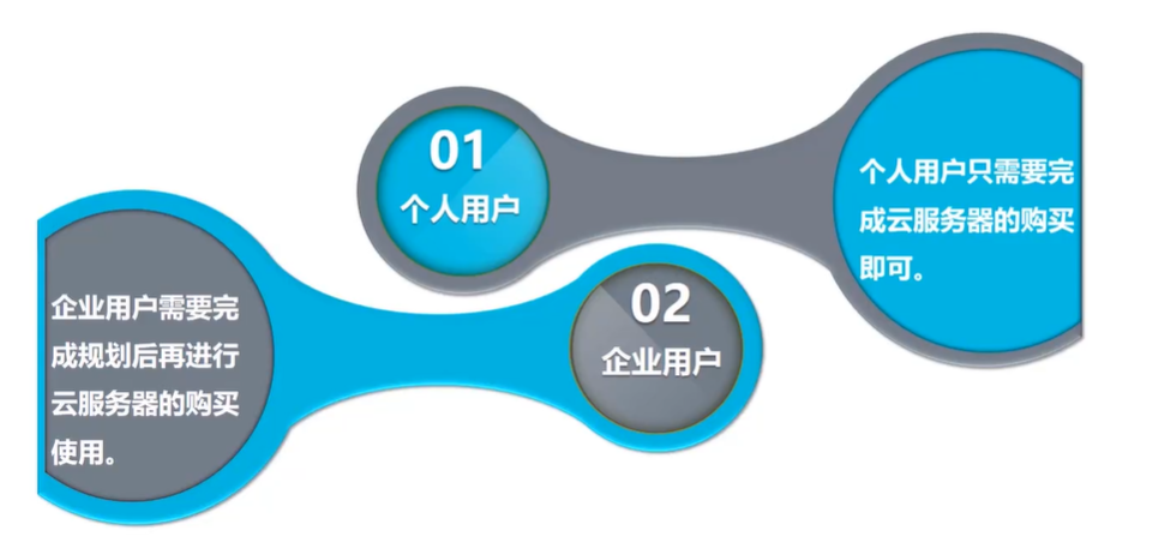 01
个人用户
个人用户只需要完
成云服务器的购买
即可。
02
企业用户
企业用户需要完
成规划后再进行
云服务器的购买
使用。